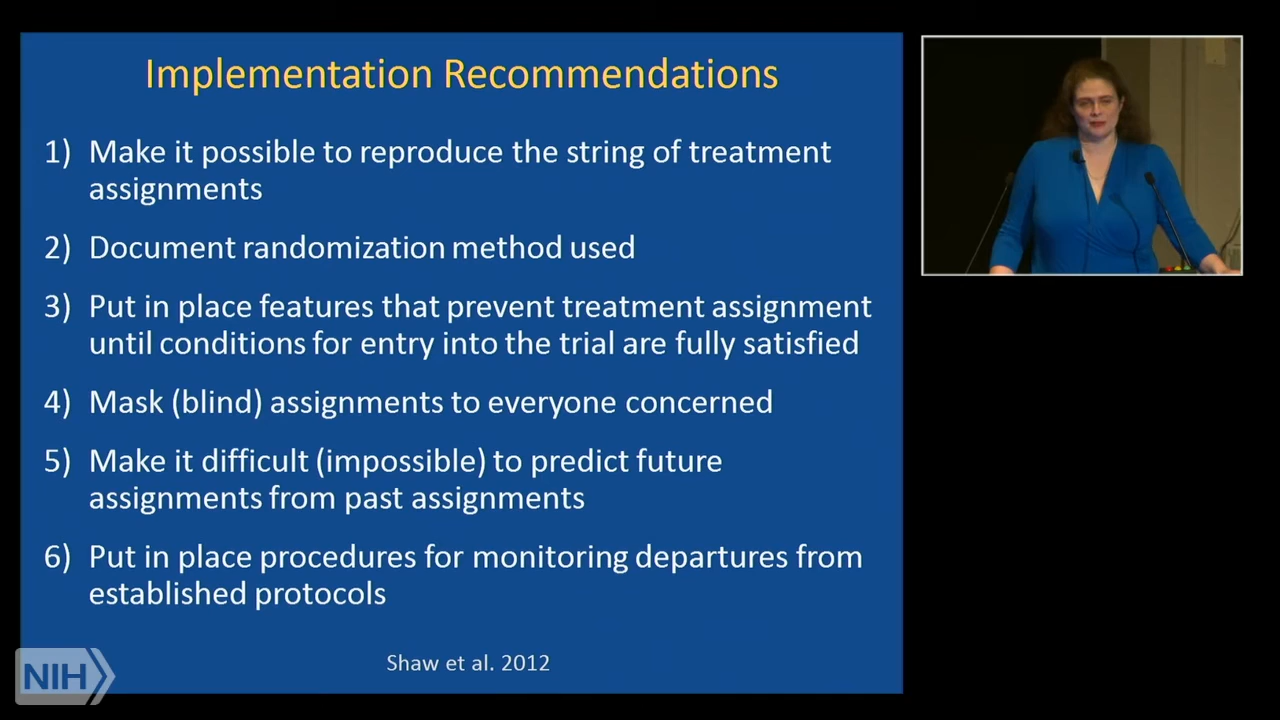 Implementation Recommendations
1) Make it possible to reproduce the string of treatment
assignments
2) Document randomization method used
3) Put in place features that prevent treatment assignment
until conditions for entry into the trial are fully satisfied
4) Mask (blind) assignments to everyone concerned
5) Make it difficult (impossible) to predict future
assignments from past assignments
6) Put in place procedures for monitoring departures from
established protocols
Shaw et al. 2012
NIH